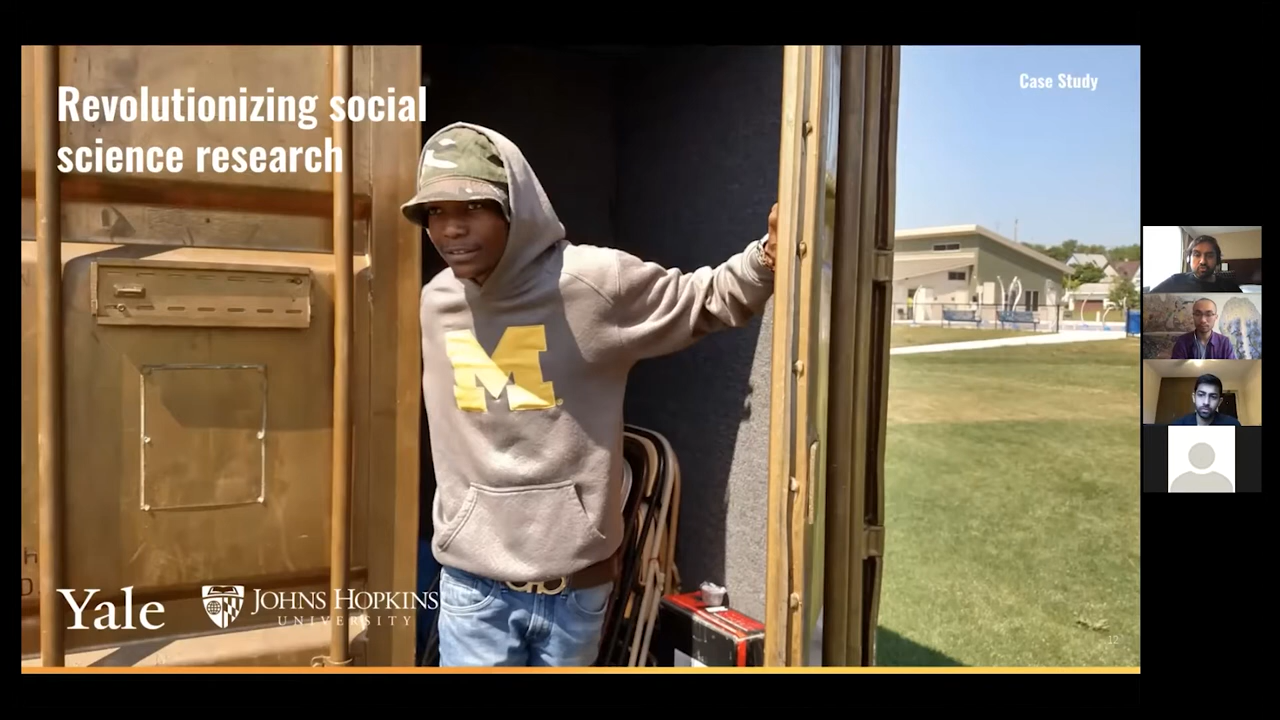 Revolutionizing social
science research
Case Study
M
Yale
JOHNS HOPKINS
UNIVERSITY
12